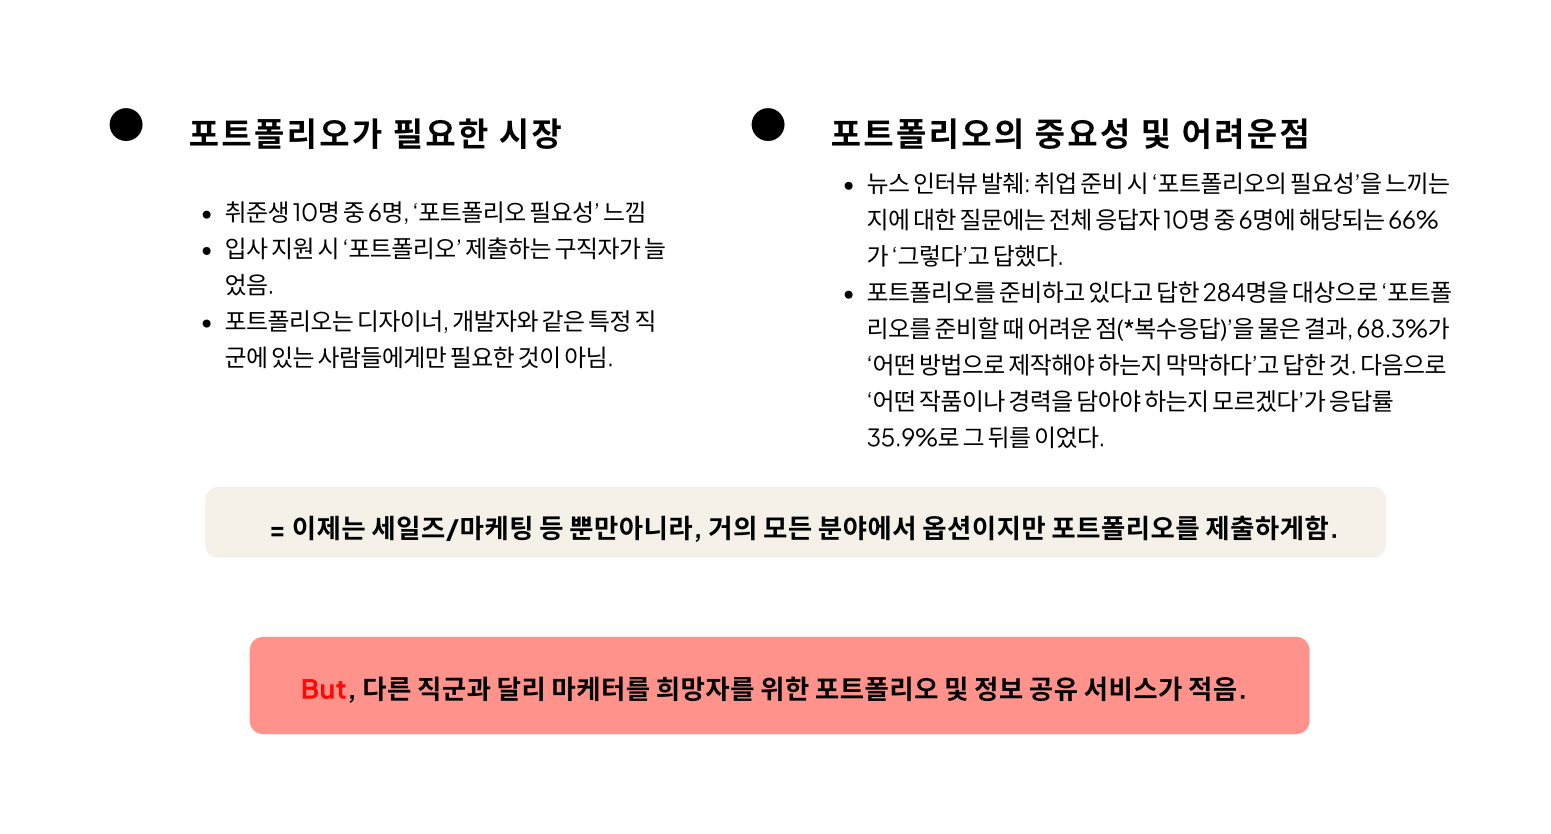 포트폴리오가 필요한 시장
• 취준생 10명 중 6명, ‘포트폴리오 필요성’ 느낌
• 입사 지원 시 ‘포트폴리오’ 제출하는 구직자가 늘
었음.
• 포트폴리오는 디자이너, 개발자와 같은 특정 직
군에 있는 사람들에게만 필요한 것이 아님.
포트폴리오의 중요성 및 어려운점
• 뉴스 인터뷰 발췌: 취업 준비 시 ‘포트폴리오의 필요성’을 느끼는
지에 대한 질문에는 전체 응답자 10명 중 6명에 해당되는 66%
가 ‘그렇다’고 답했다.
• 포트폴리오를 준비하고 있다고 답한 284명을 대상으로 ‘포트폴
리오를 준비할 때 어려운 점(*복수응답)’을 물은 결과, 68.3%가
‘어떤 방법으로 제작해야 하는지 막막하다’고 답한 것. 다음으로
‘어떤 작품이나 경력을 담아야 하는지 모르겠다’가 응답률
35.9%로 그 뒤를 이었다.
= 이제는 세일즈/마케팅 등 뿐만아니라, 거의 모든 분야에서 옵션이지만 포트폴리오를 제출하게함.
But, 다른 직군과 달리 마케터를 희망자를 위한 포트폴리오 및 정보 공유 서비스가 적음.